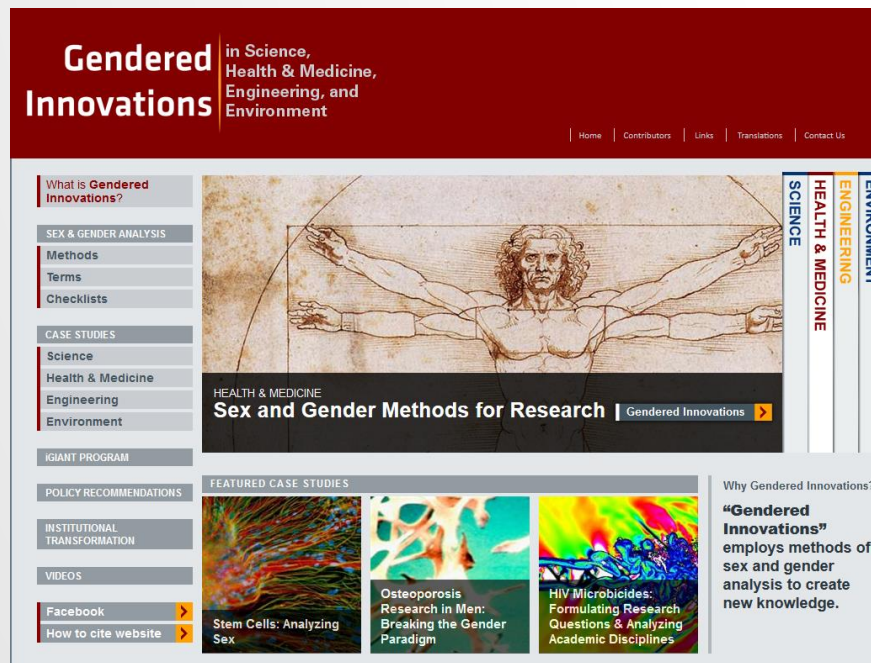 Gendered
Innovations
in Science,
Health & Medicine,
Engineering, and
Environment
Home
Contributors
Links
Translations
Contact Us
What is Gendered
Innovations?
SEX & GENDER ANALYSIS
Methods
Terms
Checklists
CASE STUDIES
Science
Health & Medicine
Engineering
Environment
iGIANT PROGRAM
POLICY RECOMMENDATIONS
INSTITUTIONAL
TRANSFORMATION
VIDEOS
Facebook
How to cite website
HEALTH & MEDICINE
Sex and Gender Methods for Research
Gendered Innovations
SCIENCE
HEALTH & MEDICINE
ENGINEERING
ENVIRONMENT
FEATURED CASE STUDIES
Stem Cells: Analyzing
Sex
Osteoporosis
Research in Men:
Breaking the Gender
Paradigm
HIV Microbicides:
Formulating Research
Questions & Analyzing
Academic Disciplines
Why Gendered Innovations?
“Gendered
Innovations”
employs methods of
sex and gender
analysis to create
new knowledge.